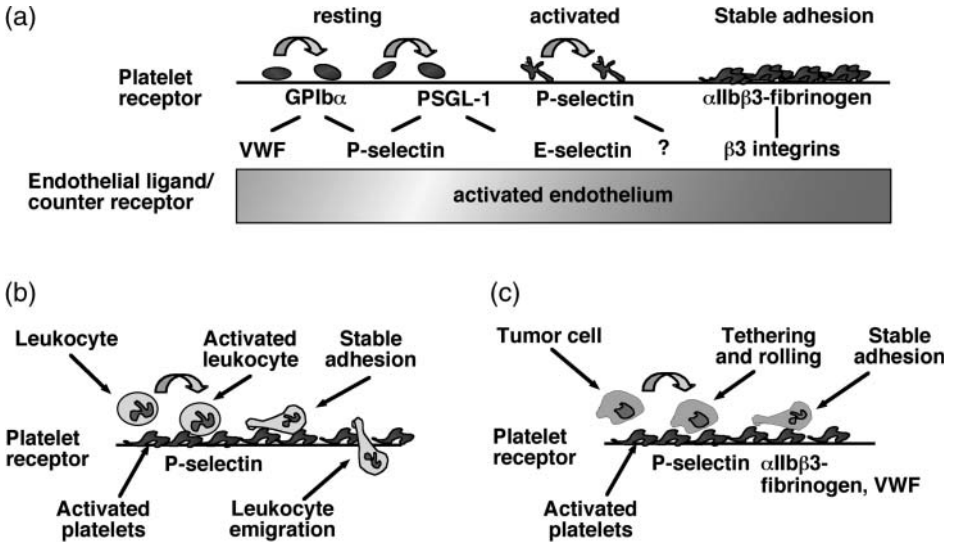 (a)
resting activated Stable adhesion
Platelet
receptor
GPIbα PSGL-1 P-selectin αIIbβ3-fibrinogen
VWF P-selectin E-selectin ? β3 integrins
Endothelial ligand/
counter receptor
activated endothelium
(b)
Leukocyte
Activated
leukocyte
Stable
adhesion
Platelet
receptor
P-selectin
Activated
platelets
Leukocyte
emigration
(c)
Tumor cell
Tethering
and rolling
Stable
adhesion
Platelet
receptor
P-selectin
αIIbβ3-
fibrinogen, VWF
Activated
platelets